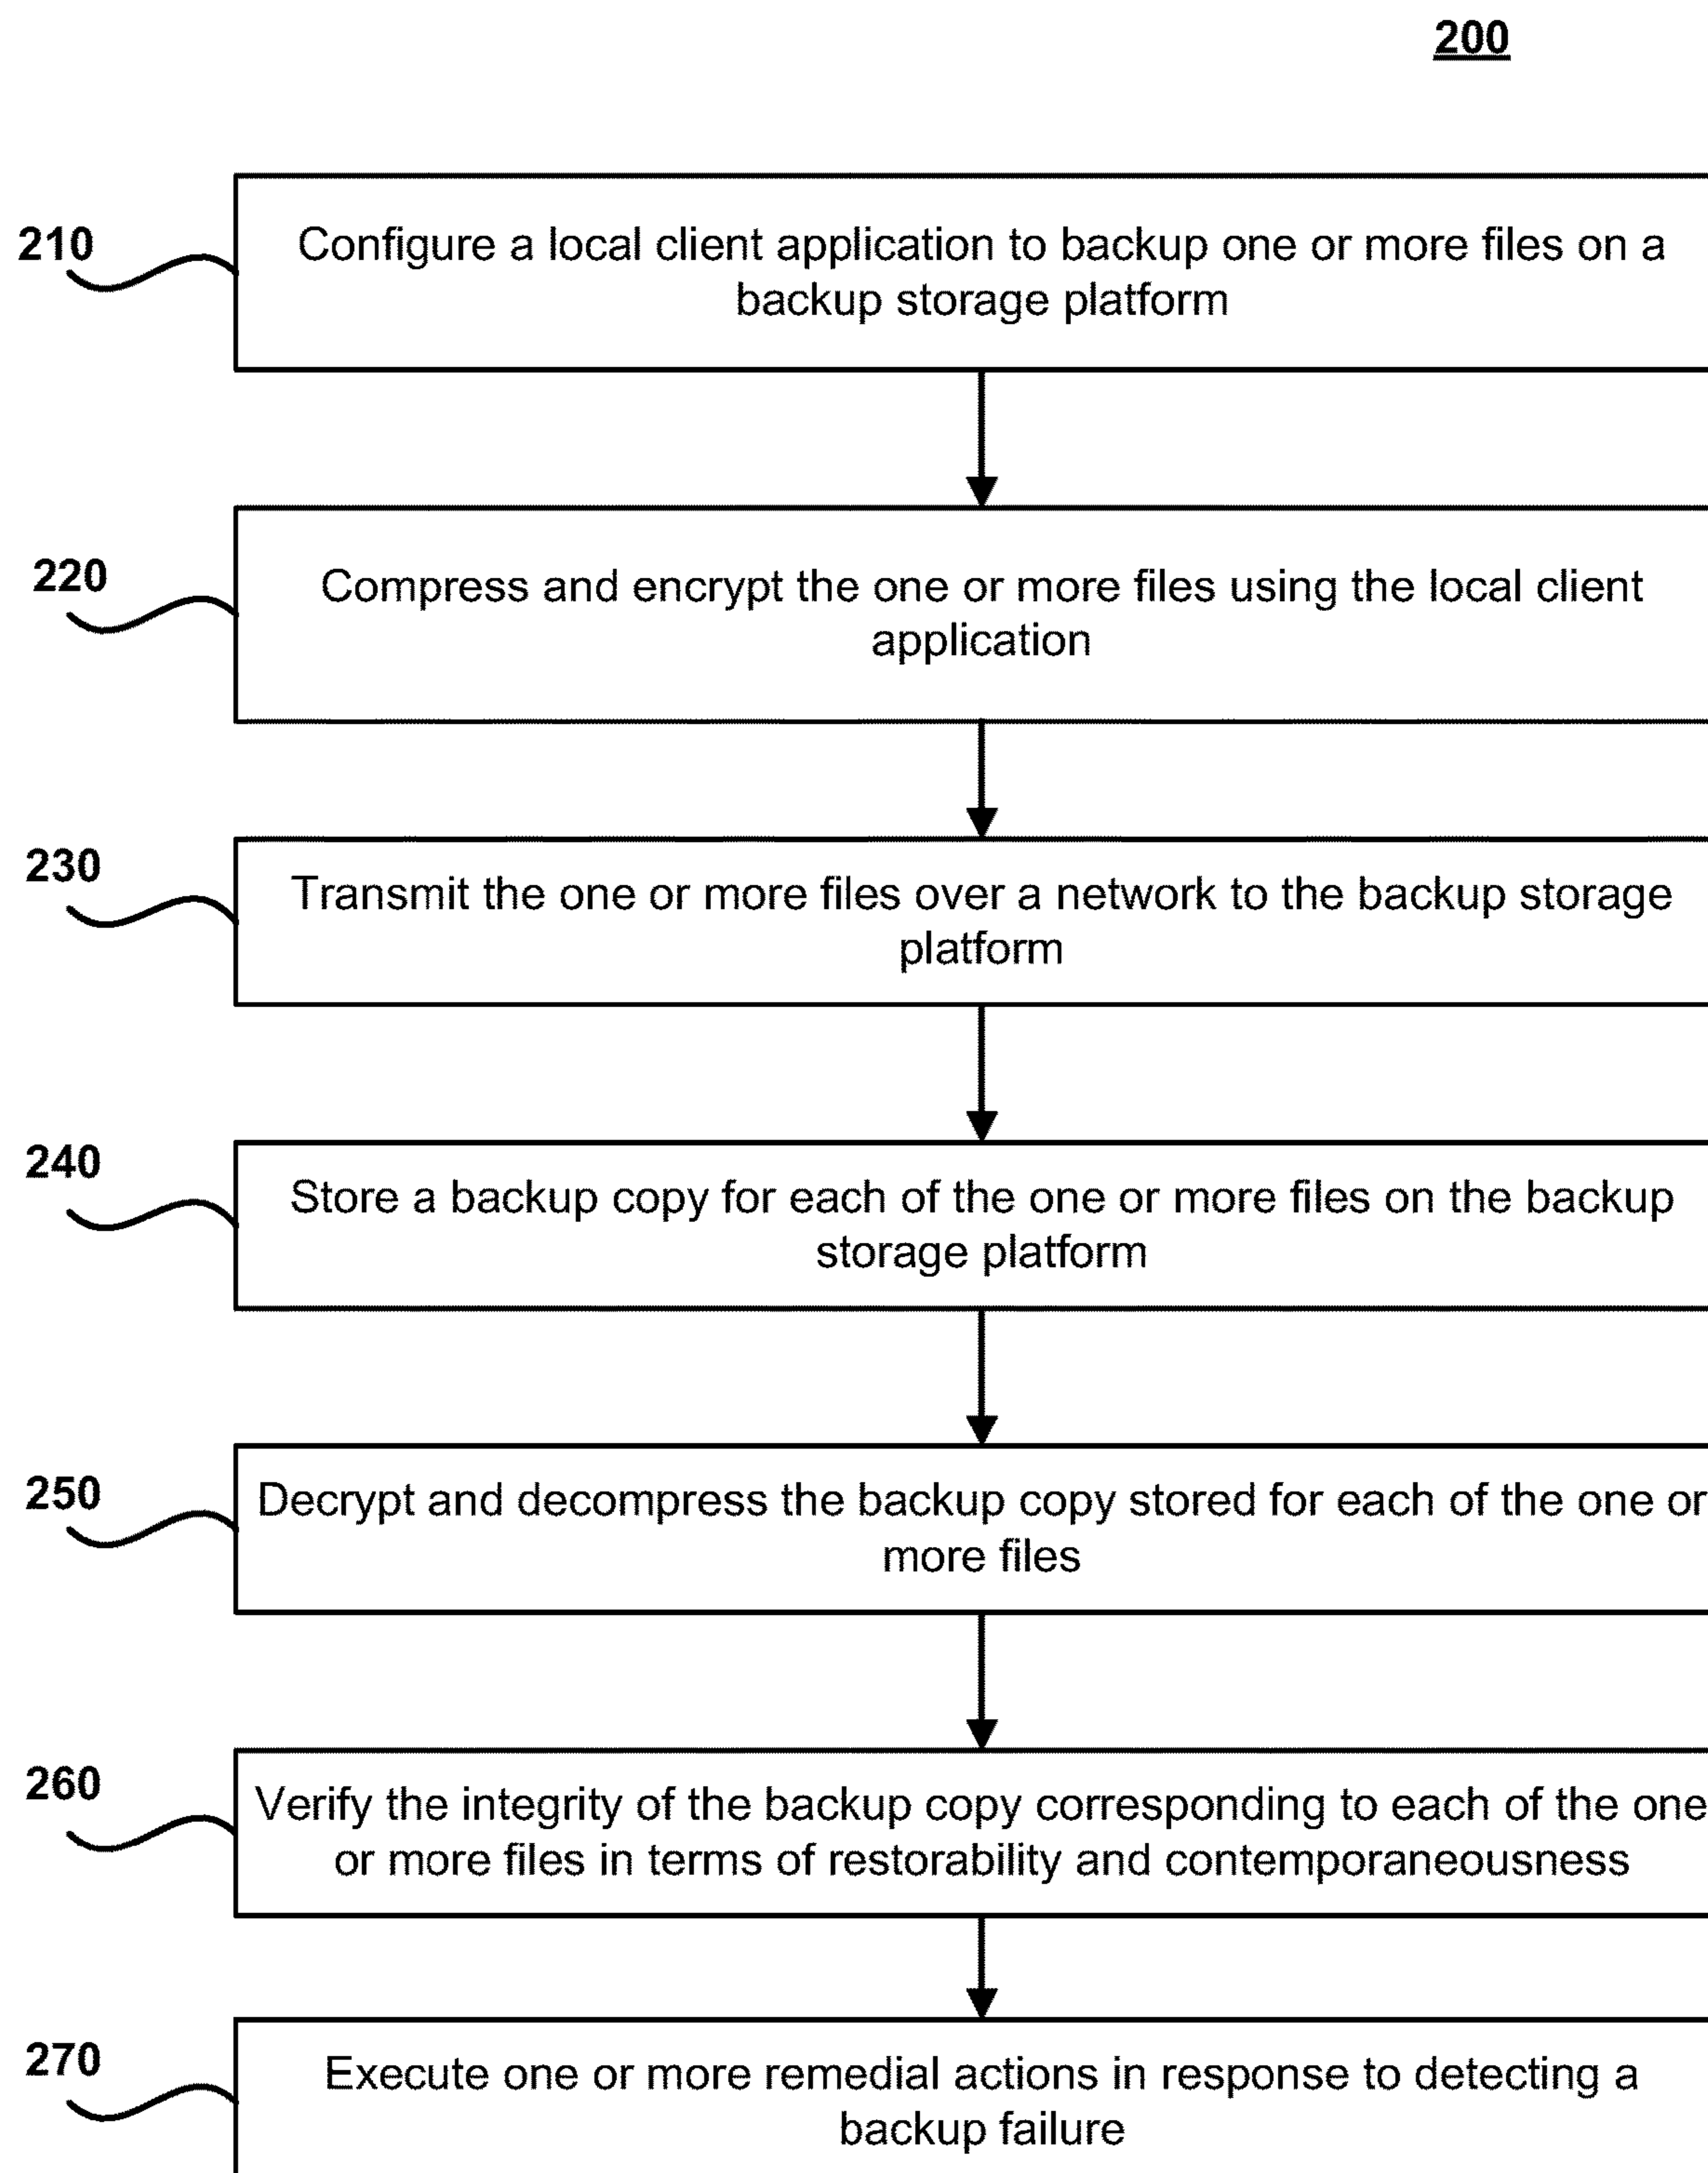 200
210
Configure a local client application to backup one or more files on a
backup storage platform
220
Compress and encrypt the one or more files using the local client
application
230
Transmit the one or more files over a network to the backup storage
platform
240
Store a backup copy for each of the one or more files on the backup
storage platform
250
Decrypt and decompress the backup copy stored for each of the one or
more files
260
Verify the integrity of the backup copy corresponding to each of the one
or more files in terms of restorability and contemporaneousness
270
Execute one or more remedial actions in response to detecting a
backup failure